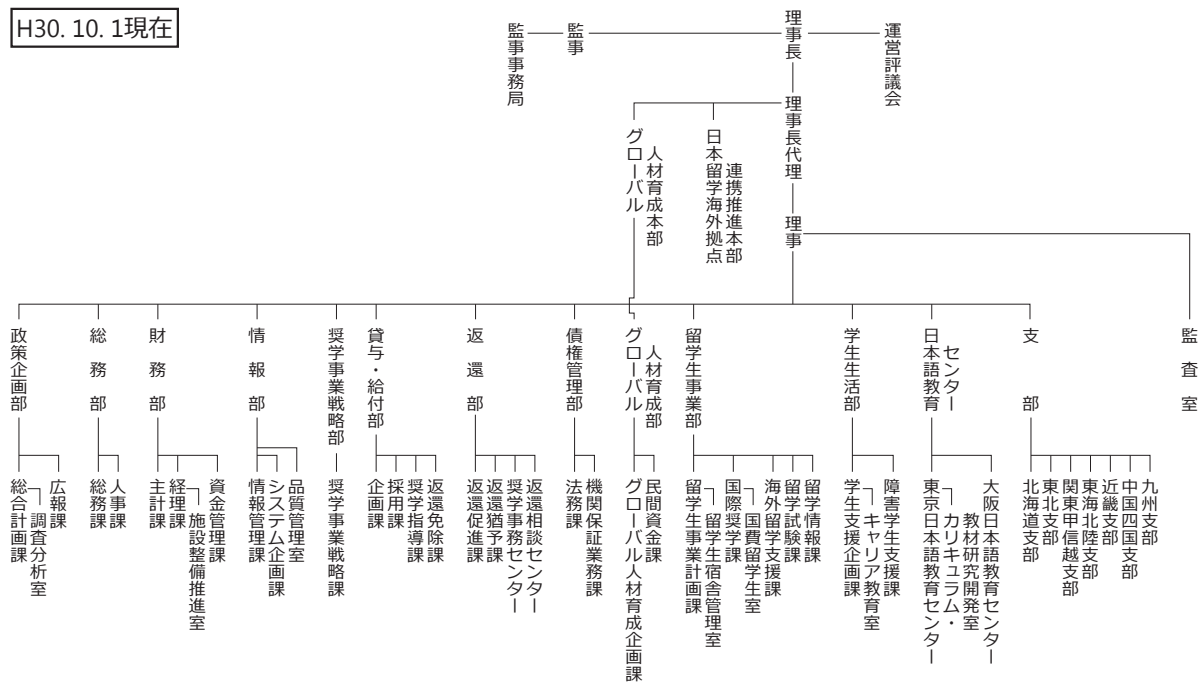 H30. 10. 1現在
監事事務局
監事
理事長
運営評議会
グローバル
人材育成本部
日本留学海外拠点
連携推進本部
理事長代理
理事
政策企画部
総務部
財務部
情報部
奨学事業戦略部
貸与・給付部
返還部
債権管理部
グローバル
人材育成部
留学生事業部
学生生活部
日本語教育
センター
支部
監査室
総合計画課
調査分析室
広報課
総務課
人事課
主計課
経理課
施設整備推進室
資金管理課
情報管理課
システム企画課
品質管理室
奨学事業戦略課
企画課
採用課
奨学指導課
返還免除課
返還促進課
返還猶予課
奨学事務センター
返還相談センター
法務課
機関保証業務課
グローバル人材育成企画課
民間資金課
留学生事業計画課
留学生宿舎管理室
国際奨学課
国費留学生室
海外留学支援課
留学試験課
留学情報課
学生支援企画課
キャリア教育室
障害学生支援課
東京日本語教育センター
カリキュラム・
教材研究開発室
大阪日本語教育センター
北海道支部
東北支部
関東甲信越支部
東海北陸支部
近畿支部
中国四国支部
九州支部